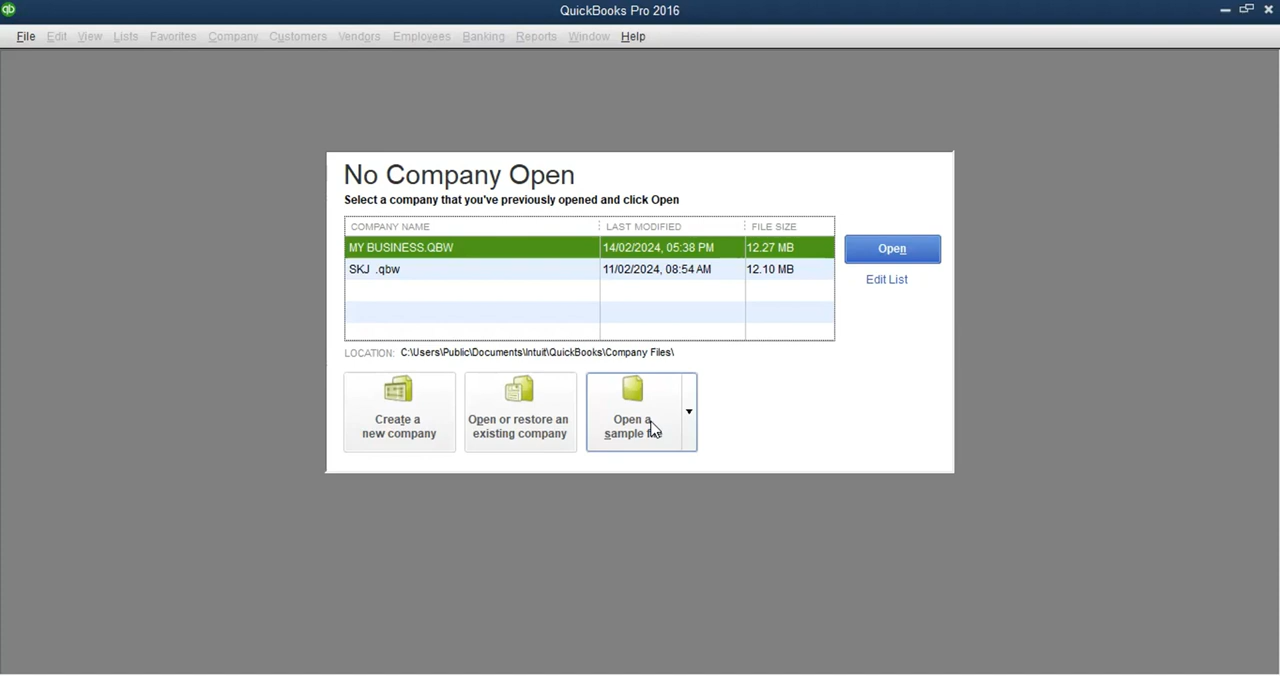 qb
QuickBooks Pro 2016
File Edit View Lists Favorites Company Customers Vendors Employees Banking Reports Window Help
No Company Open
Select a company that you've previously opened and click Open
COMPANY NAME LAST MODIFIED FILE SIZE
MY BUSINESS.QBW 14/02/2024, 05:38 PM 12.27 MB
Open
SKJ .qbw 11/02/2024, 08:54 AM 12.10 MB
Edit List
LOCATION: C:\Users\Public\Documents\Intuit\QuickBooks\Company Files\
Create a
new company
Open or restore an
existing company
Open a
sample